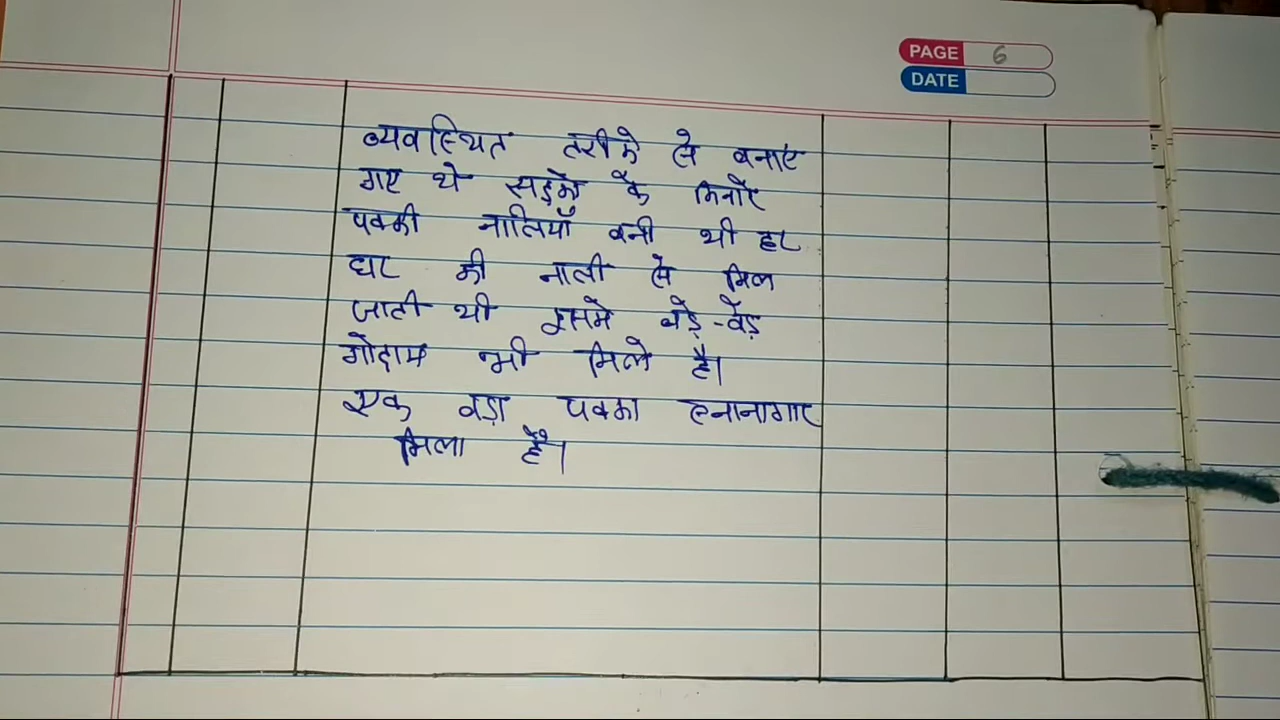 PAGE 6
DATE
व्यवस्थित तरीके से बनाए
गए थे सड़को के किनारे
पक्की नालियाँ बनी थी हर
घर की नाली से मिल
जाती थी इसमे बड़े-बड़े
गोदाम भी मिले है।
एक बड़ा पक्का स्नानागार
मिला है।